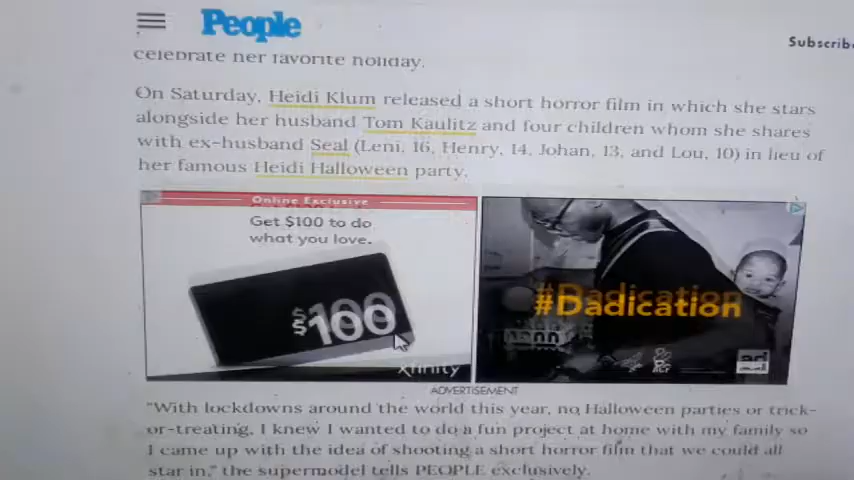 People
Subscribe
celebrate her favorite holiday.
On Saturday, Heidi Klum released a short horror film in which she stars
alongside her husband Tom Kaulitz and four children whom she shares
with ex-husband Seal (Leni, 16, Henry, 14, Johan, 13, and Lou, 10) in lieu of
her famous Heidi Halloween party.
Online Exclusive
Get $100 to do
what you love.
$100
xfinity
#Dadication
ADVERTISEMENT
"With lockdowns around the world this year, no Halloween parties or trick-
or-treating, I knew I wanted to do a fun project at home with my family so
I came up with the idea of shooting a short horror film that we could all
star in," the supermodel tells PEOPLE exclusively.